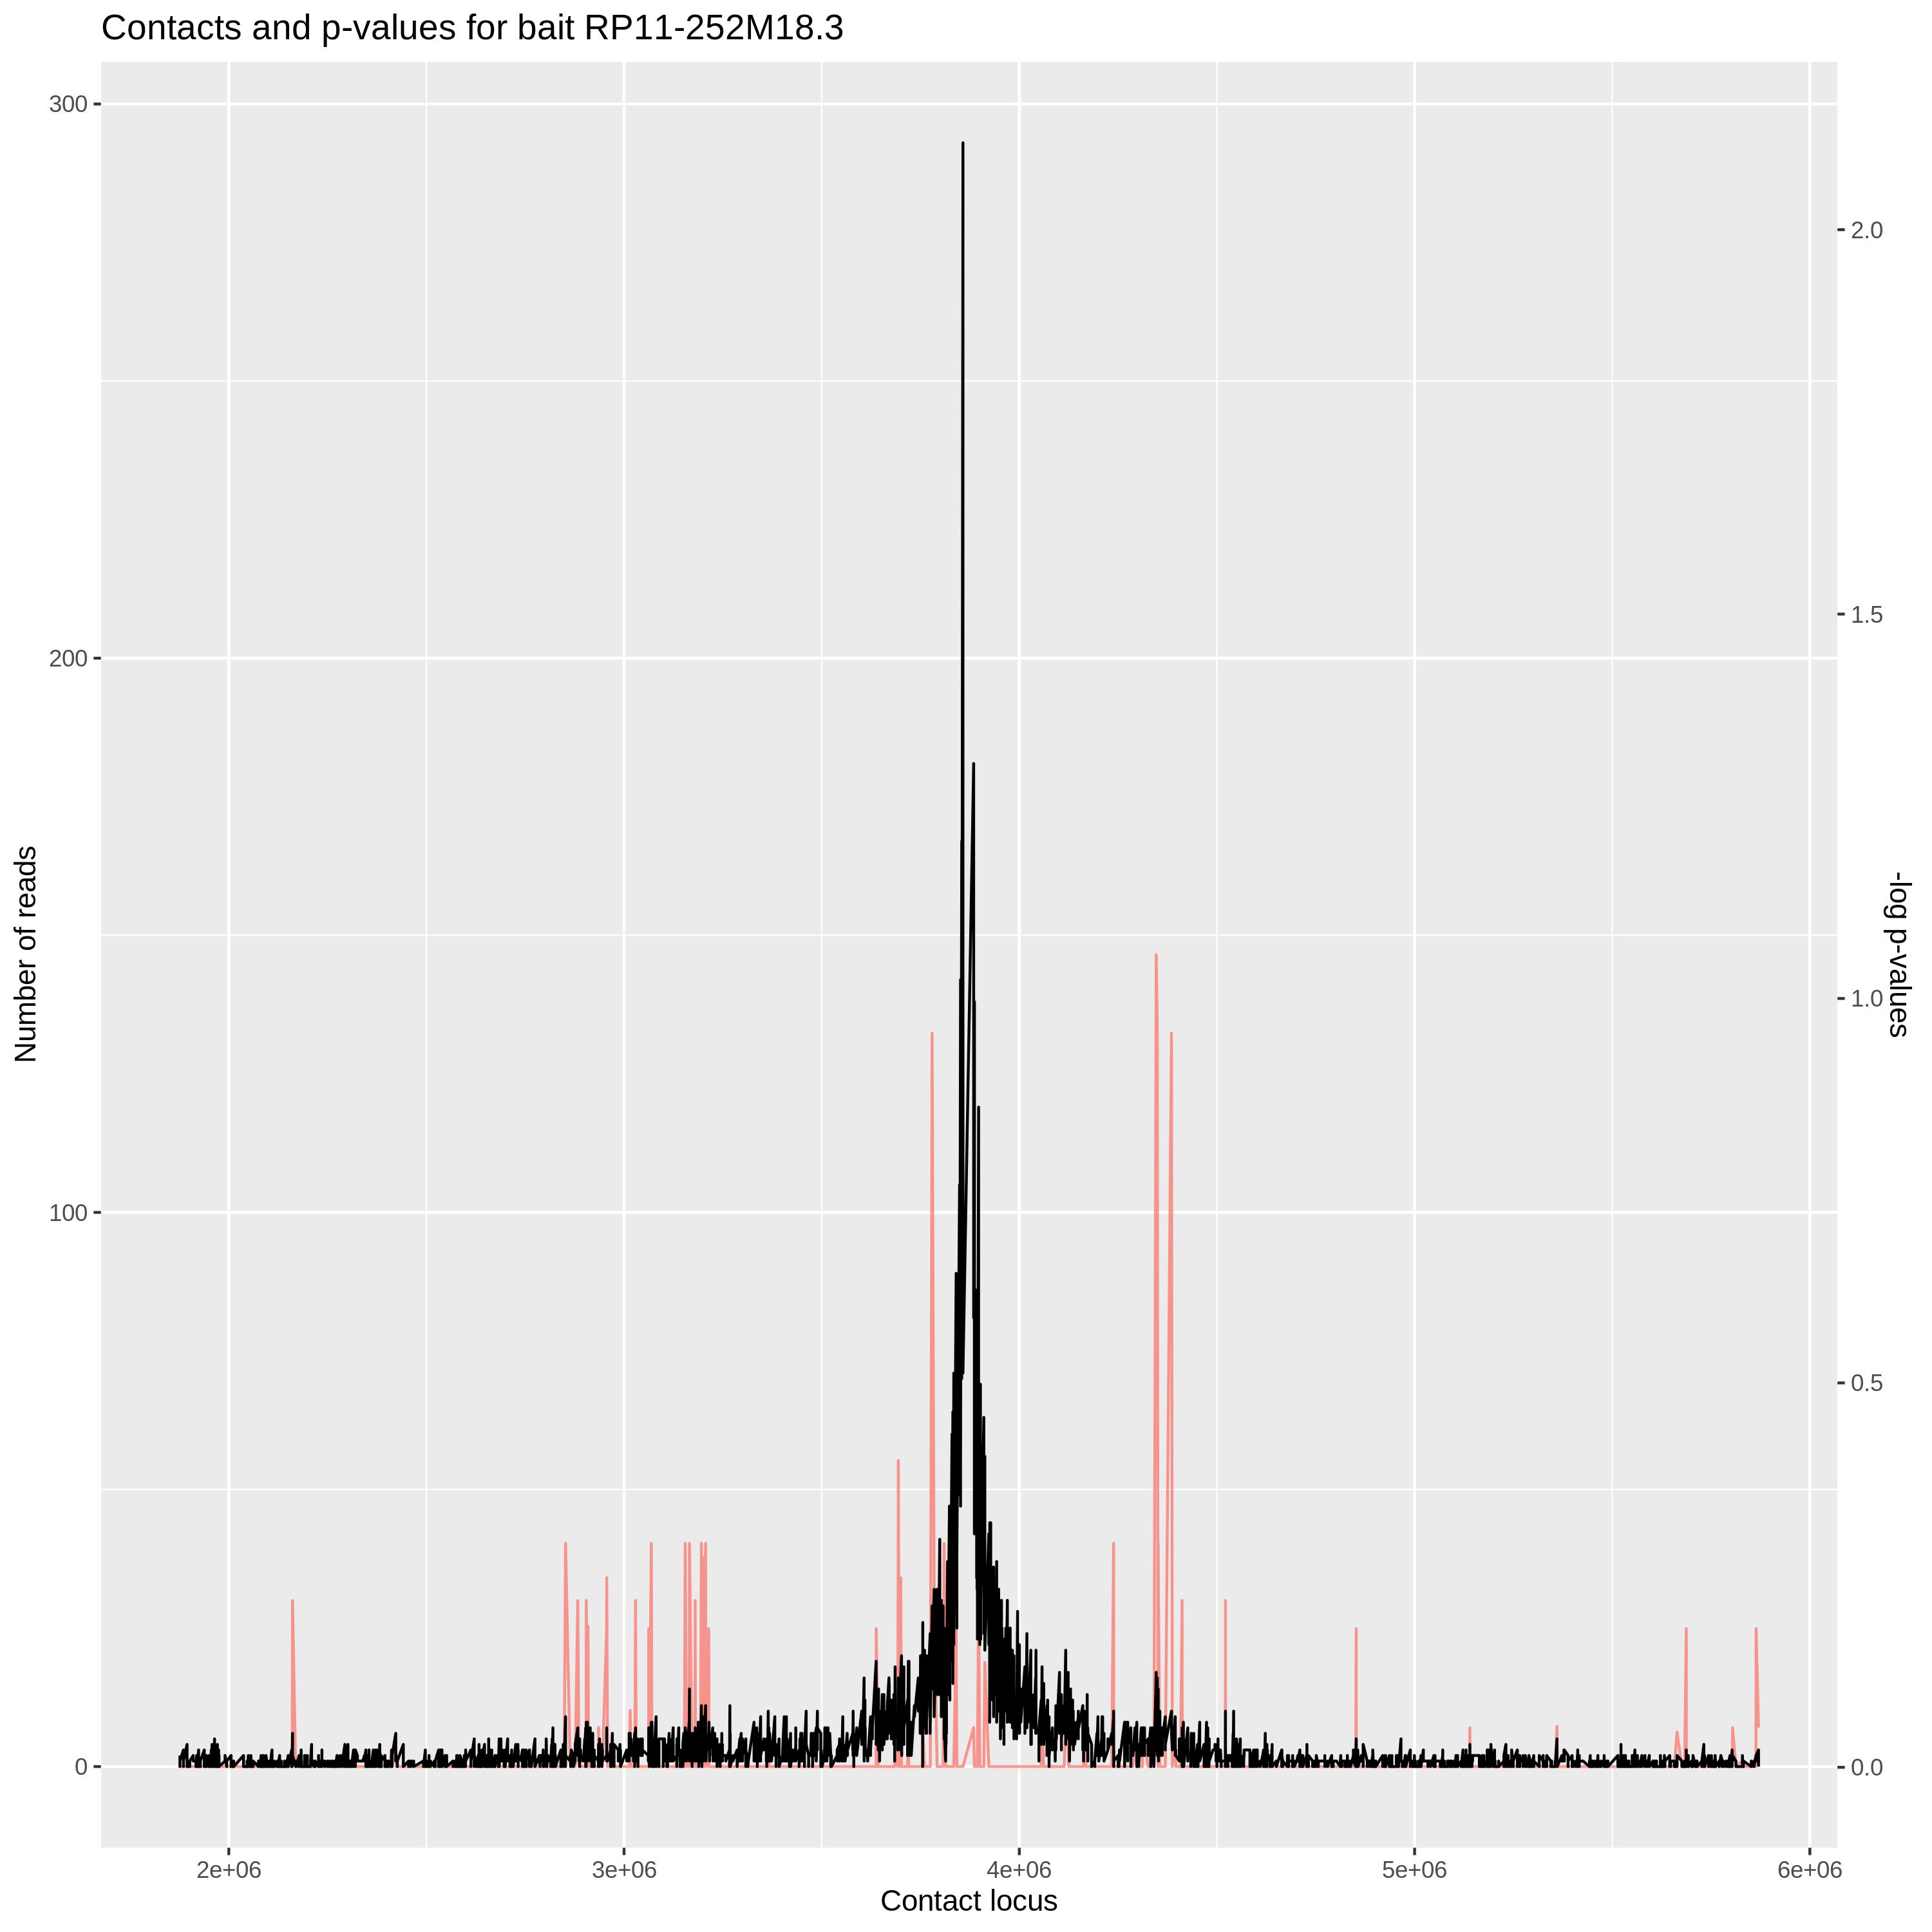 Contacts and p-values for bait RP11-252M18.3
300
200
100
0
Number of reads
2.0
1.5
1.0
0.5
0.0
-log p-values
2e+06 3e+06 4e+06 5e+06 6e+06
Contact locus